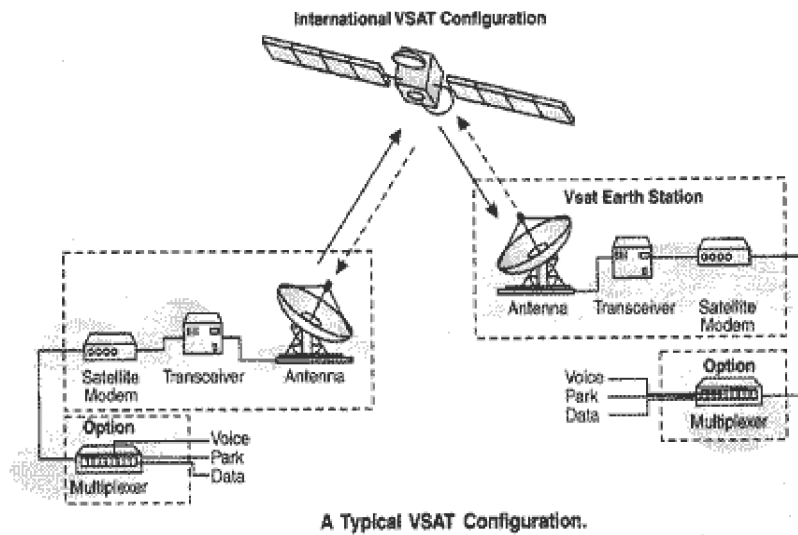 International VSAT Configuration
Vsat Earth Station
Antenna
Transceiver
Satellite
Modem
Satellite
Modem
Transceiver
Antenna
Option
Multiplexer
Voice
Park
Data
Option
Multiplexer
Voice
Park
Data
A Typical VSAT Configuration.